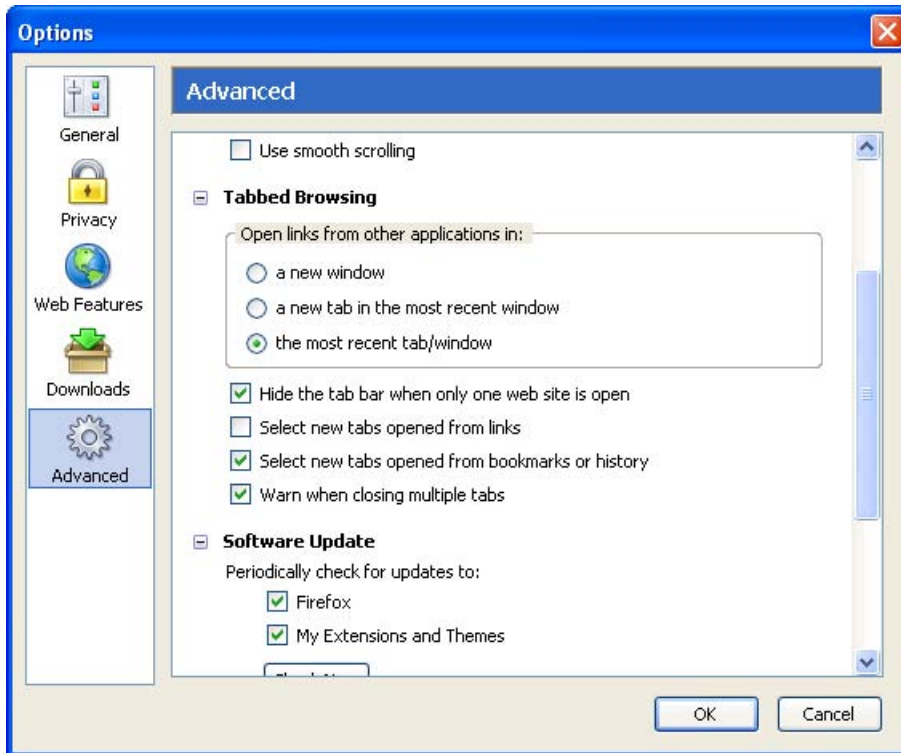 Options
General
Privacy
Web Features
Downloads
Advanced
Advanced
Use smooth scrolling
Tabbed Browsing
Open links from other applications in:
a new window
a new tab in the most recent window
the most recent tab/window
Hide the tab bar when only one web site is open
Select new tabs opened from links
Select new tabs opened from bookmarks or history
Warn when closing multiple tabs
Software Update
Periodically check for updates to:
Firefox
My Extensions and Themes
OK
Cancel